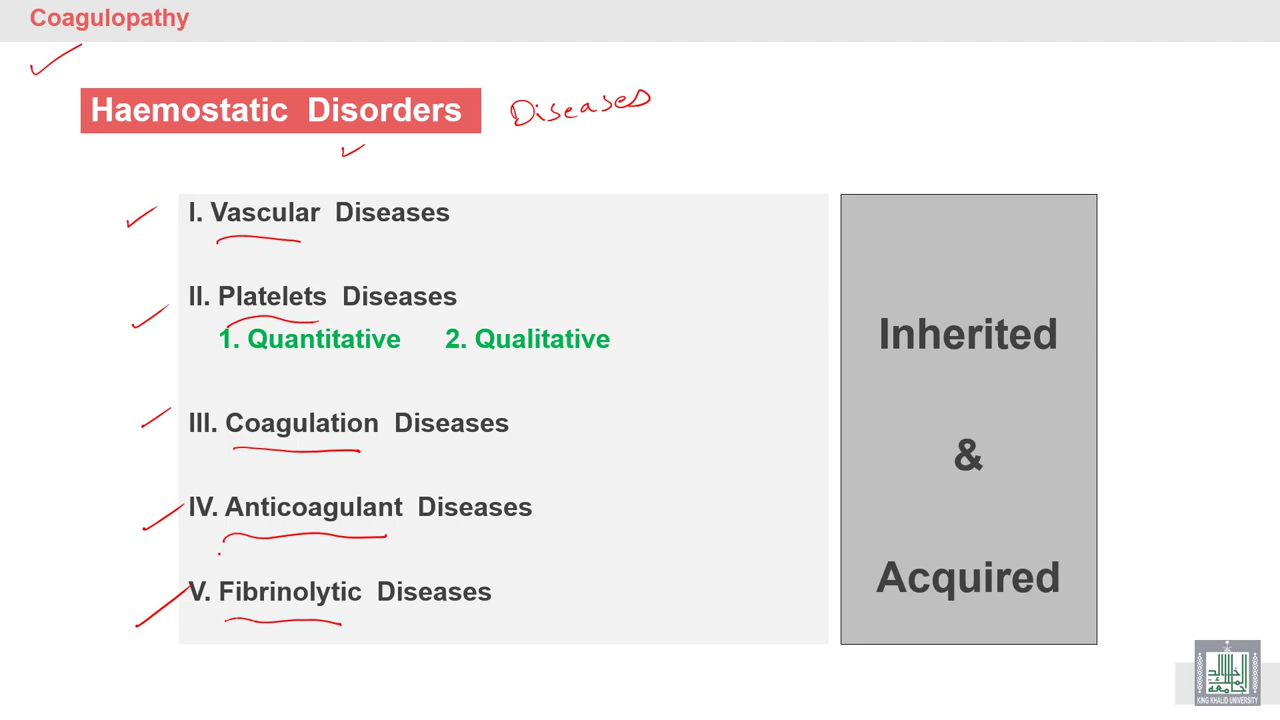 Coagulopathy
Haemostatic Disorders Diseases
I. Vascular Diseases
II. Platelets Diseases
1. Quantitative 2. Qualitative
III. Coagulation Diseases
IV. Anticoagulant Diseases
V. Fibrinolytic Diseases
Inherited
&
Acquired
KING KHALID UNIVERSITY